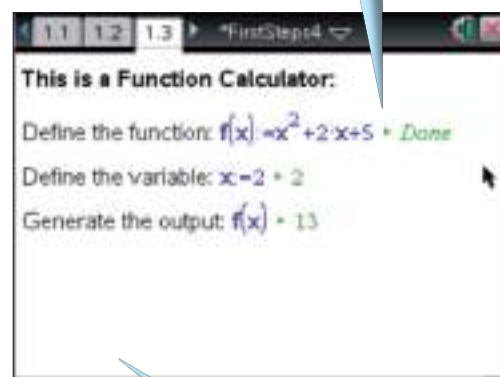 1.1 1.2 1.3 *FirstSteps4
This is a Function Calculator:
Define the function: f(x):=x²+2·x+5 ▸ Done
Define the variable: x:=2 ▸ 2
Generate the output: f(x) ▸ 13